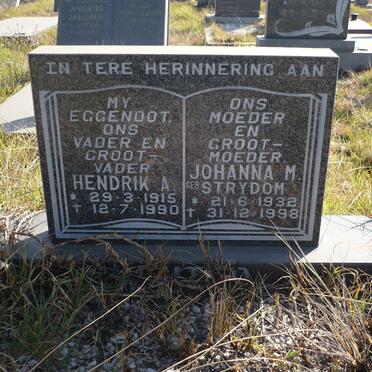 IN TERE HERINNERING AAN
MY
EGGENOOT,
ONS
VADER EN
GROOT-
VADER
HENDRIK A.
* 29·3·1915
† 12·7·1990
ONS
MOEDER
EN
GROOT-
MOEDER
JOHANNA M.
GEB STRYDOM
* 21·6·1932
† 31·12·1998